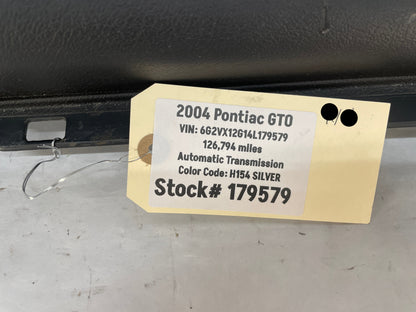 2004 Pontiac GTO
VIN: 6G2VX12G14L179579
126,794 miles
Automatic Transmission
Color Code: H154 SILVER
Stock# 179579